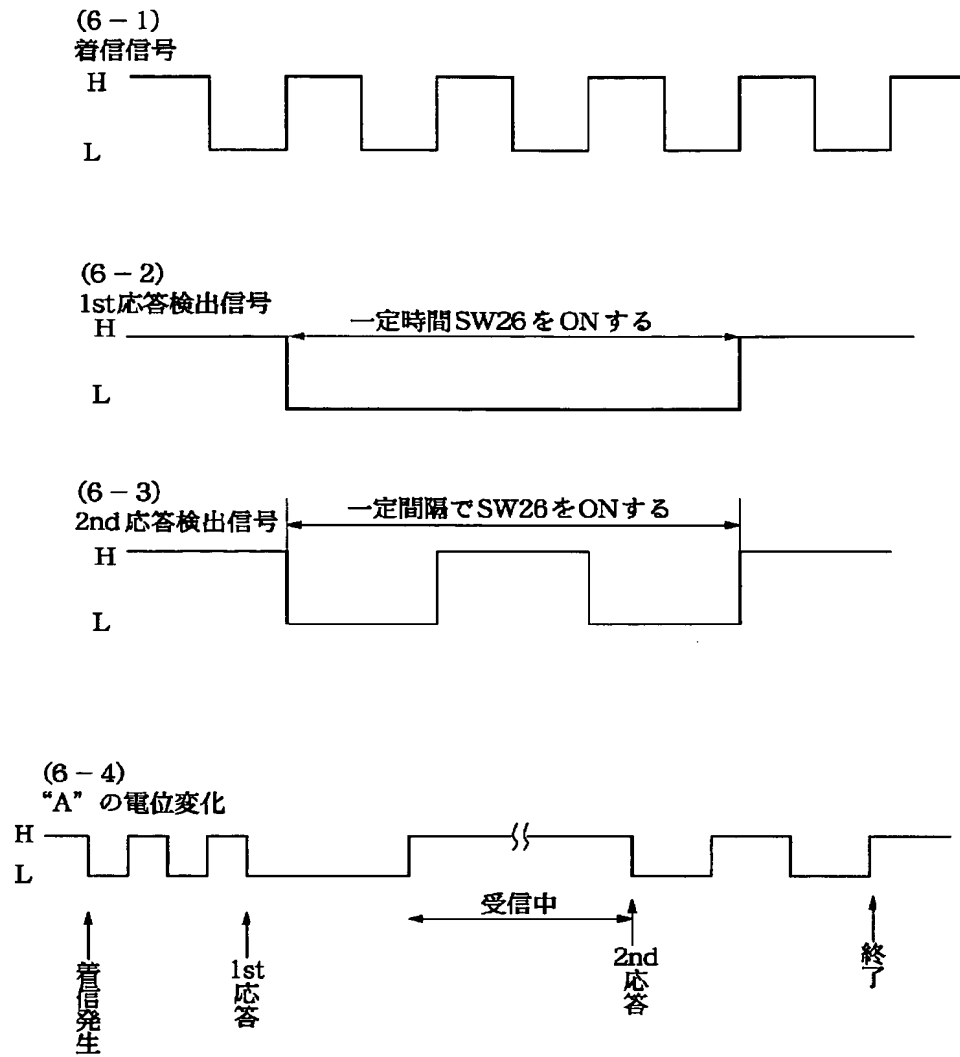 (6-1)
着信信号
H
L
(6-2)
1st応答検出信号
H
一定時間SW26をONする
L
(6-3)
2nd応答検出信号
一定間隔でSW26をONする
H
L
(6-4)
"A"の電位変化
H
L
受信中
着信発生
1st応答
2nd応答
終了